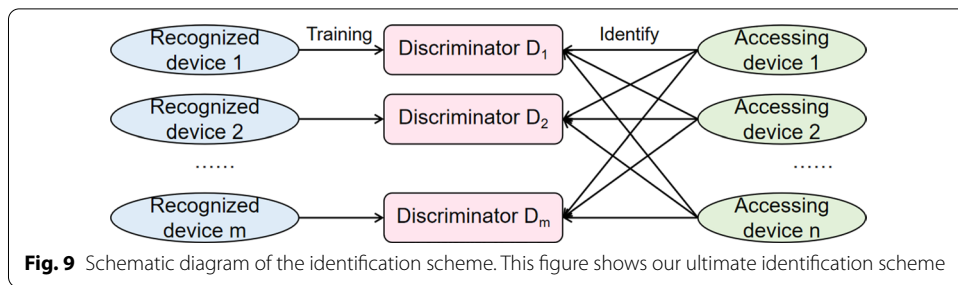 Recognized device 1
Training
Discriminator D₁
Identify
Accessing device 1
Recognized device 2
Discriminator D₂
Accessing device 2
......
......
Recognized device m
Discriminator Dₘ
Accessing device n
Fig. 9 Schematic diagram of the identification scheme. This figure shows our ultimate identification scheme